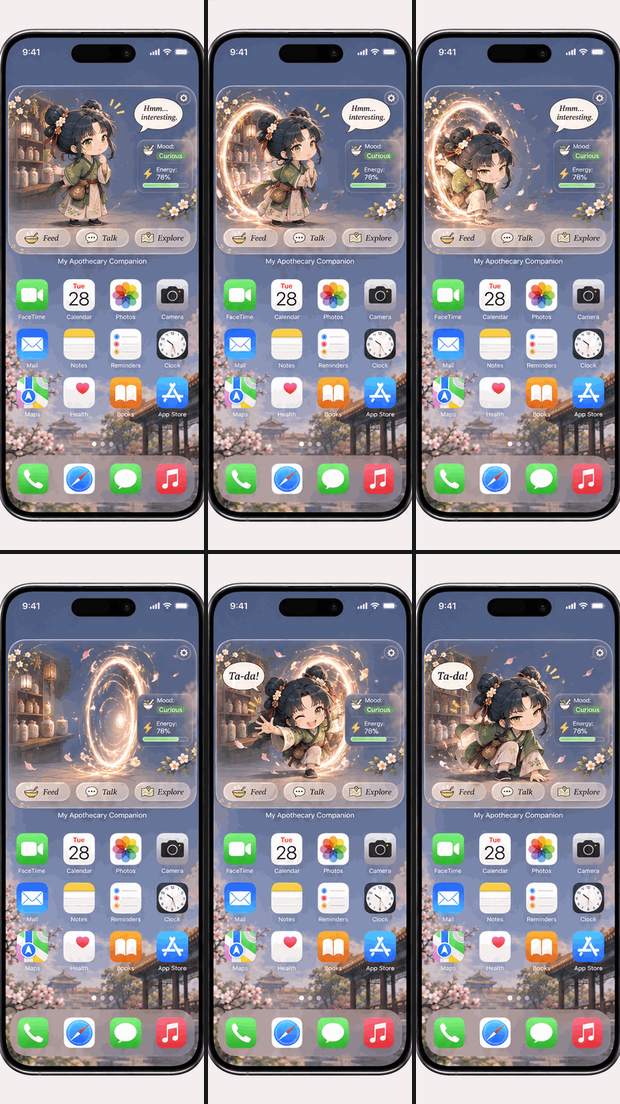 9:41
Hmm...
interesting.
Mood:
Curious
Energy:
76%
Feed
Talk
Explore
My Apothecary Companion
FaceTime
Tue
28
Calendar
Photos
Camera
Mail
Notes
Reminders
Clock
Maps
Health
Books
App Store
9:41
Hmm...
interesting.
Mood:
Curious
Energy:
76%
Feed
Talk
Explore
My Apothecary Companion
FaceTime
Tue
28
Calendar
Photos
Camera
Mail
Notes
Reminders
Clock
Maps
Health
Books
App Store
9:41
Hmm...
interesting.
Mood:
Curious
Energy:
76%
Feed
Talk
Explore
My Apothecary Companion
FaceTime
Tue
28
Calendar
Photos
Camera
Mail
Notes
Reminders
Clock
Maps
Health
Books
App Store
9:41
Mood:
Curious
Energy:
76%
Feed
Talk
Explore
My Apothecary Companion
FaceTime
Tue
28
Calendar
Photos
Camera
Mail
Notes
Reminders
Clock
Maps
Health
Books
App Store
9:41
Ta-da!
Mood:
Curious
Energy:
76%
Feed
Talk
Explore
My Apothecary Companion
FaceTime
Tue
28
Calendar
Photos
Camera
Mail
Notes
Reminders
Clock
Maps
Health
Books
App Store
9:41
Ta-da!
Mood:
Curious
Energy:
76%
Feed
Talk
Explore
My Apothecary Companion
FaceTime
Tue
28
Calendar
Photos
Camera
Mail
Notes
Reminders
Clock
Maps
Health
Books
App Store